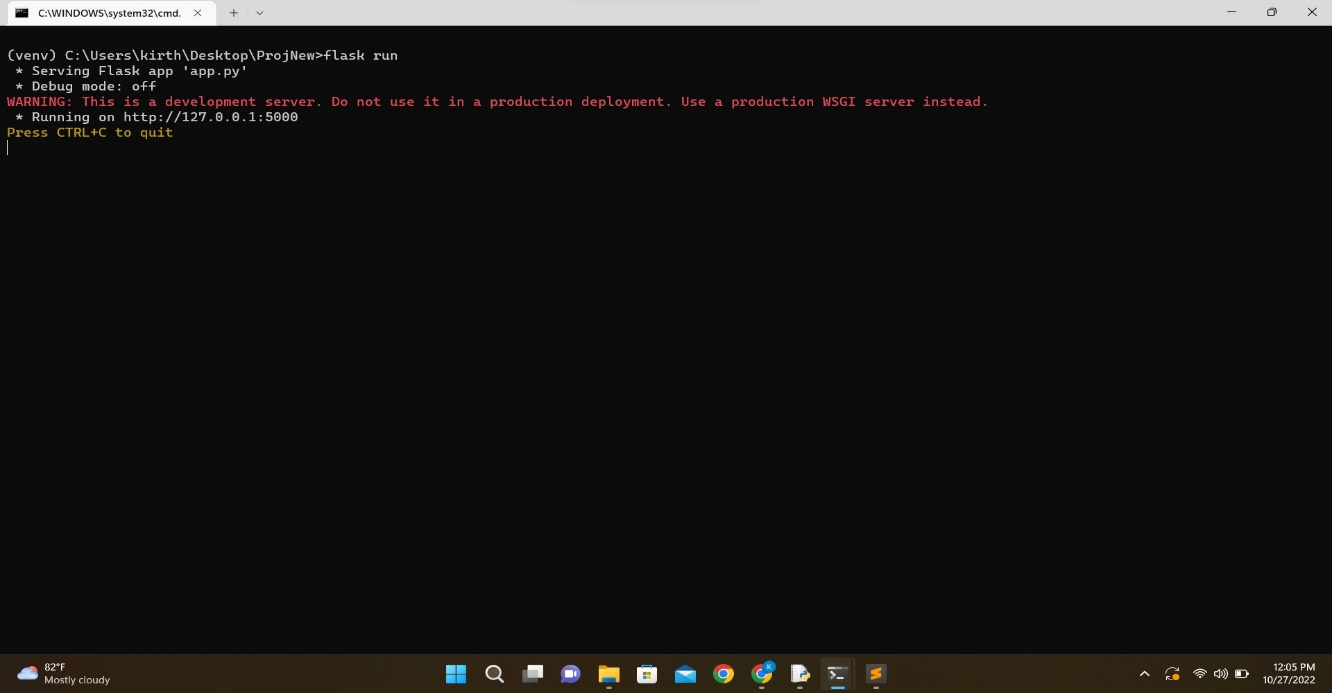 C:\WINDOWS\system32\cmd.
(venv) C:\Users\kirth\Desktop\ProjNew>flask run
* Serving Flask app 'app.py'
* Debug mode: off
WARNING: This is a development server. Do not use it in a production deployment. Use a production WSGI server instead.
* Running on http://127.0.0.1:5000
Press CTRL+C to quit
82°F
Mostly cloudy
K
12:05 PM
10/27/2022